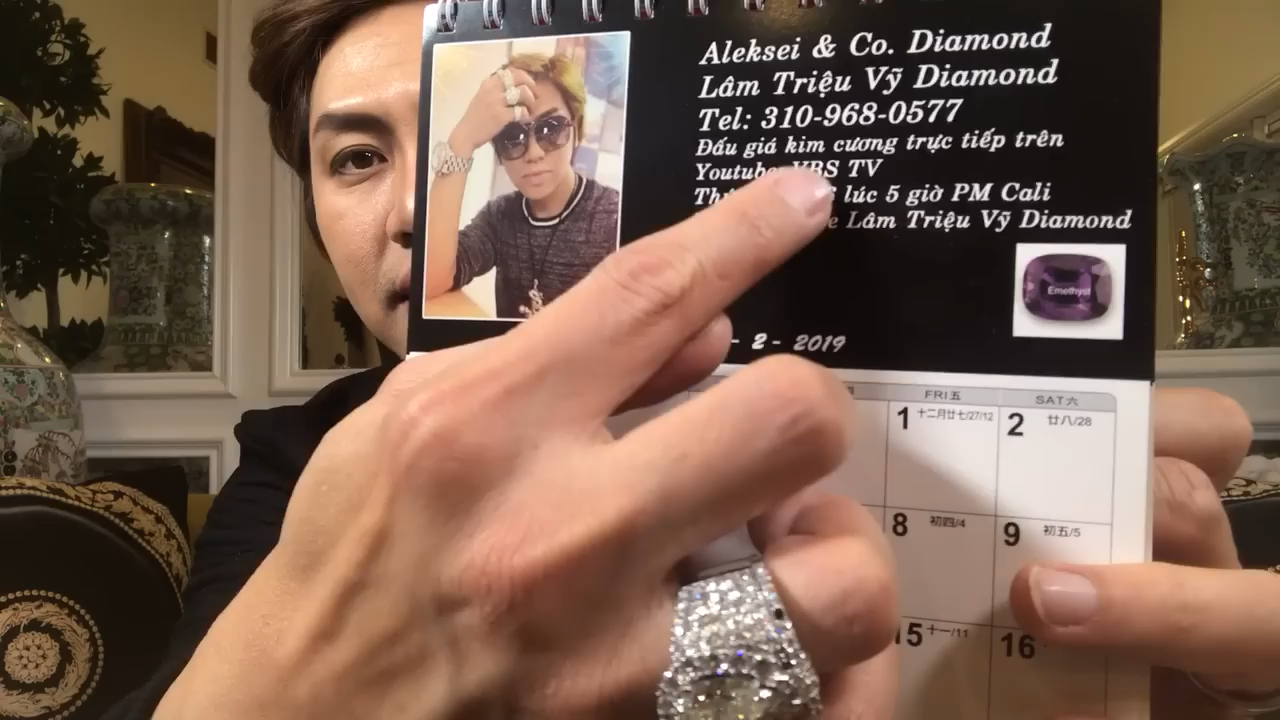 Aleksei & Co. Diamond
Lâm Triệu Vỹ Diamond
Tel: 310-968-0577
Đấu giá kim cương trực tiếp trên
Youtube VBS TV
lúc 5 giờ PM Cali
Lâm Triệu Vỹ Diamond
Emethyst
- 2 - 2019
FRI五 SAT六
1 十二月廿七/27/12 2 廿八/28
8 初四/4 9 初五/5
15 十一/11 16